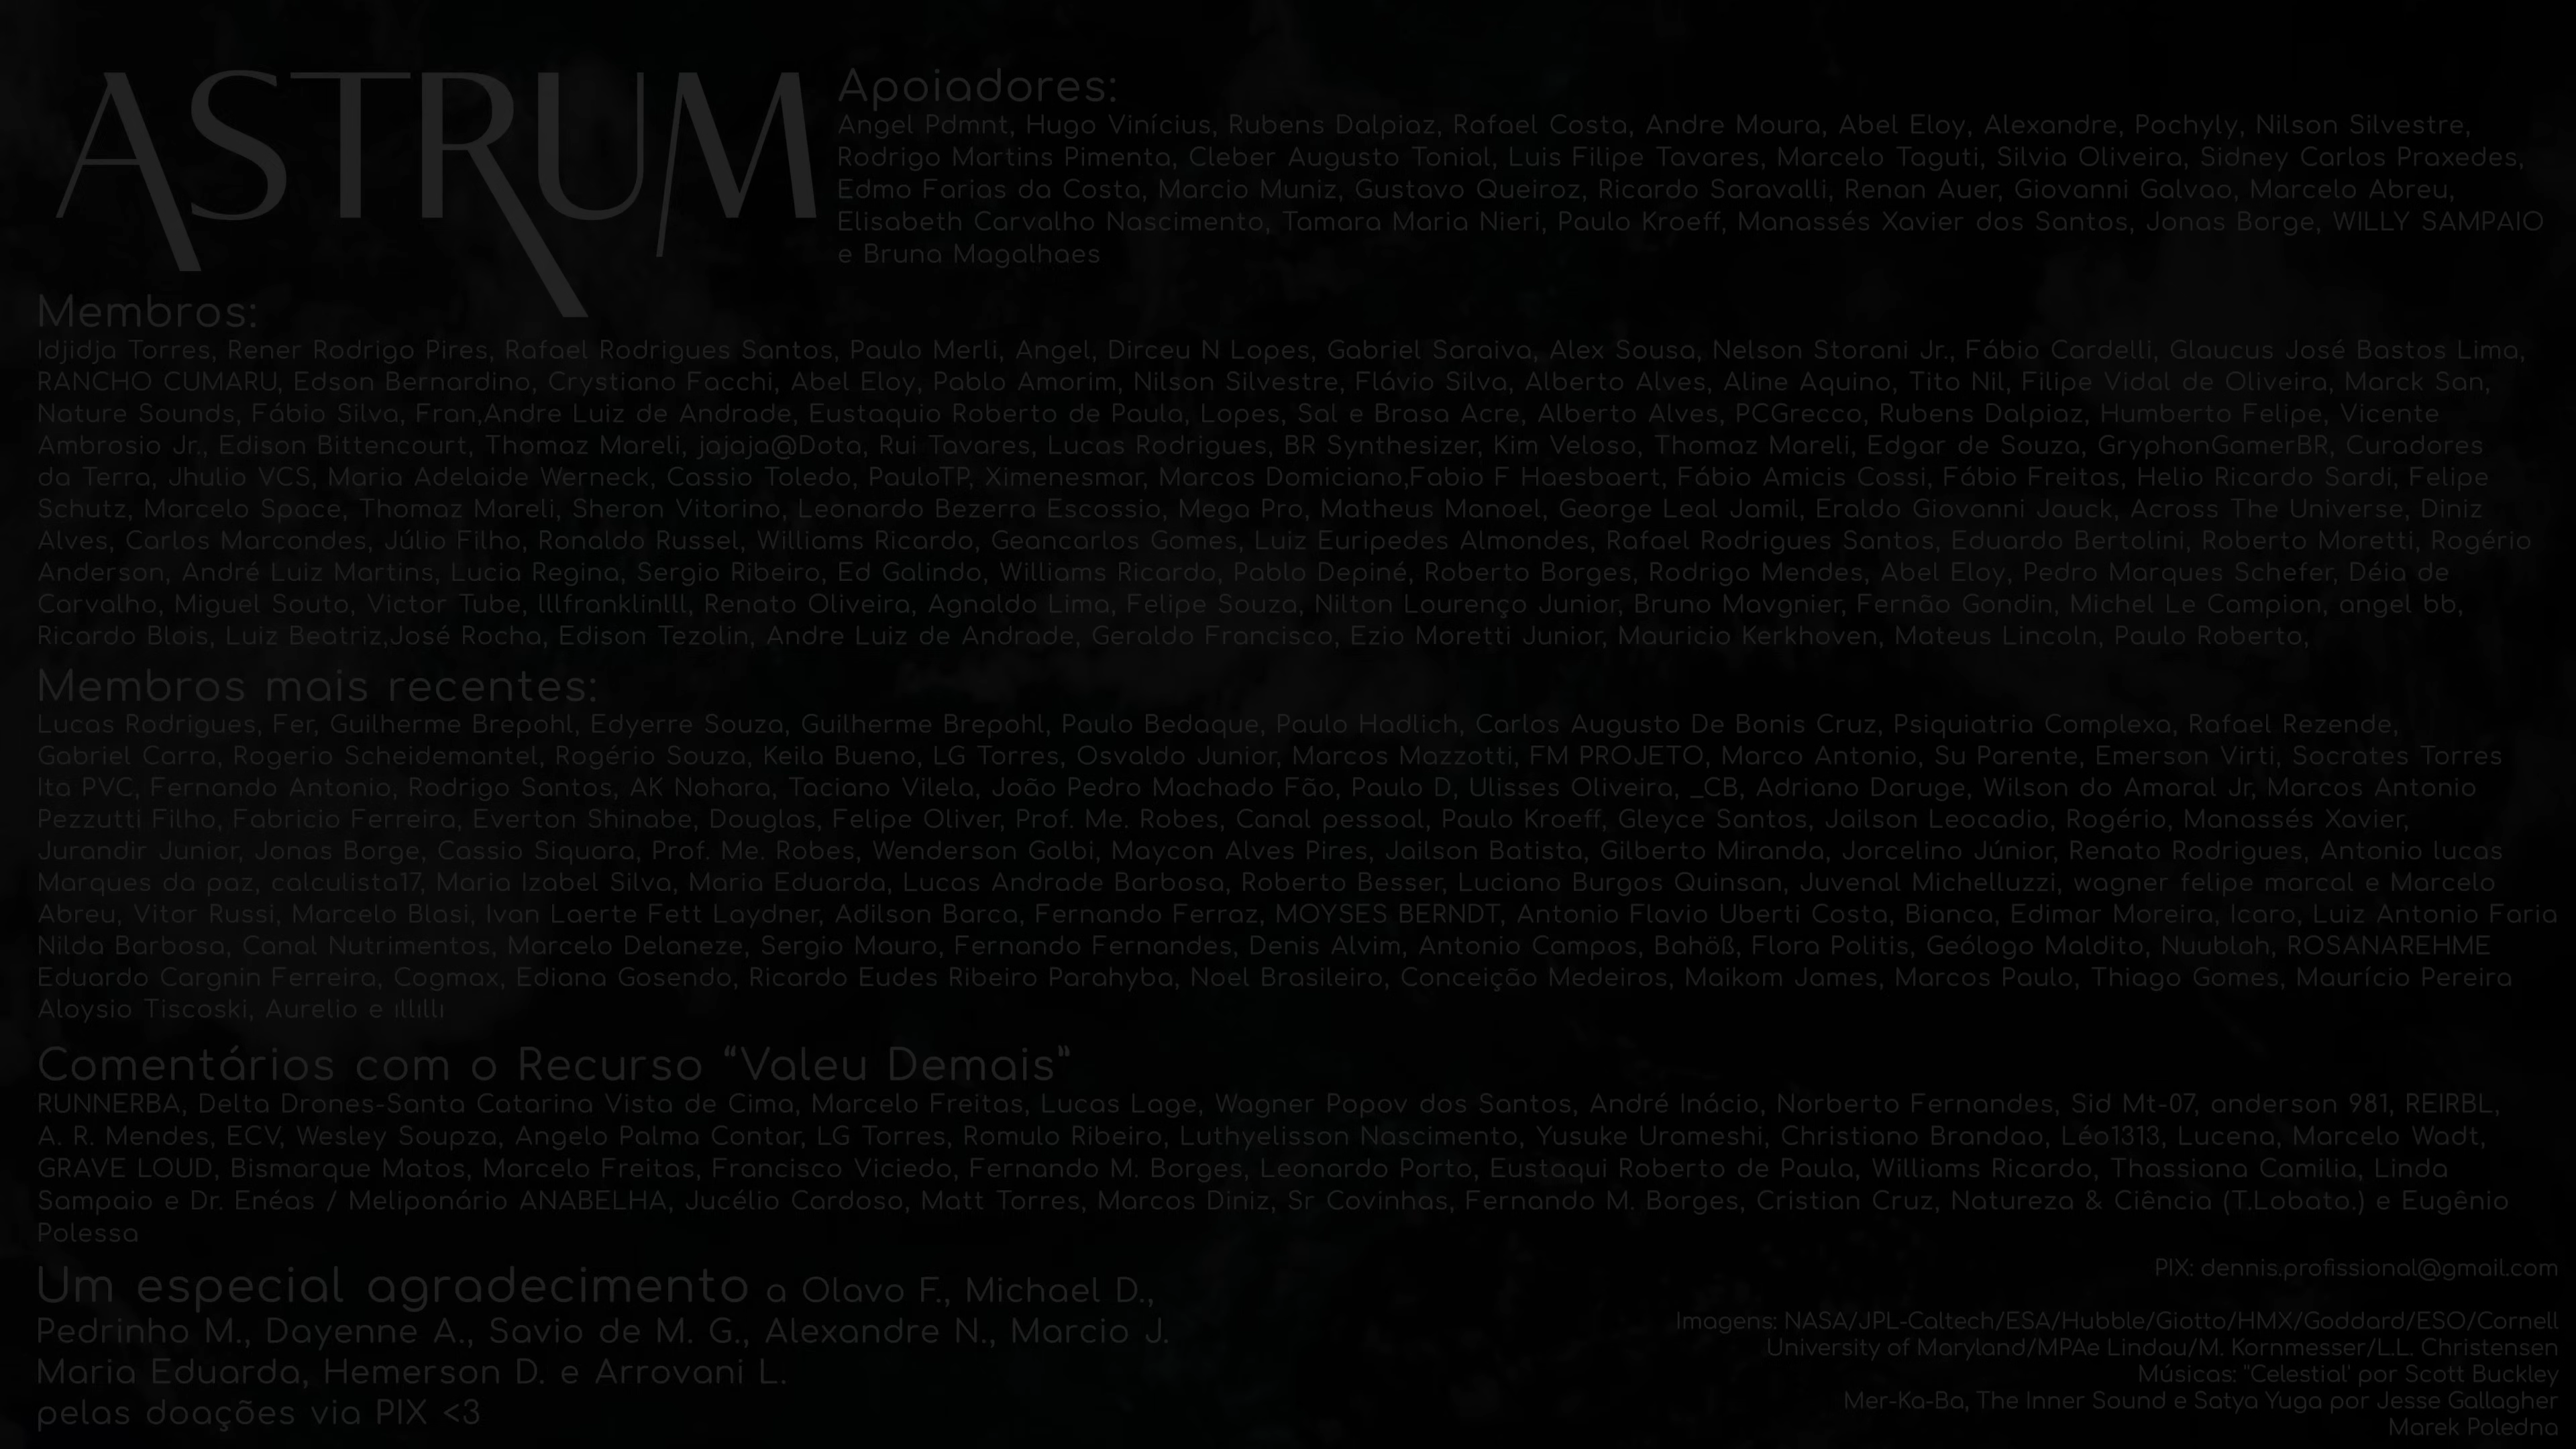 ASTRUM
Apoiadores:
Angel Pdmnt, Hugo Vinícius, Rubens Dalpiaz, Rafael Costa, Andre Moura, Abel Eloy, Alexandre, Pochyly, Nilson Silvestre,
Rodrigo Martins Pimenta, Cleber Augusto Tonial, Luis Filipe Tavares, Marcelo Taguti, Silvia Oliveira, Sidney Carlos Praxedes,
Edmo Farias da Costa, Marcio Muniz, Gustavo Queiroz, Ricardo Saravalli, Renan Auer, Giovanni Galvao, Marcelo Abreu,
Elisabeth Carvalho Nascimento, Tamara Maria Nieri, Paulo Kroeff, Manassés Xavier dos Santos, Jonas Borge, WILLY SAMPAIO
e Bruna Magalhaes
Membros:
Idjidja Torres, Rener Rodrigo Pires, Rafael Rodrigues Santos, Paulo Merli, Angel, Dirceu N Lopes, Gabriel Saraiva, Alex Sousa, Nelson Storani Jr., Fábio Cardelli, Glaucus José Bastos Lima,
RANCHO CUMARU, Edson Bernardino, Crystiano Facchi, Abel Eloy, Pablo Amorim, Nilson Silvestre, Flávio Silva, Alberto Alves, Aline Aquino, Tito Nil, Filipe Vidal de Oliveira, Marck San,
Nature Sounds, Fábio Silva, Fran,Andre Luiz de Andrade, Eustaquio Roberto de Paula, Lopes, Sal e Brasa Acre, Alberto Alves, PCGrecco, Rubens Dalpiaz, Humberto Felipe, Vicente
Ambrosio Jr., Edison Bittencourt, Thomaz Mareli, jajaja@Dota, Rui Tavares, Lucas Rodrigues, BR Synthesizer, Kim Veloso, Thomaz Mareli, Edgar de Souza, GryphonGamerBR, Curadores
da Terra, Jhulio VCS, Maria Adelaide Werneck, Cassio Toledo, PauloTP, Ximenesmar, Marcos Domiciano,Fabio F Haesbaert, Fábio Amicis Cossi, Fábio Freitas, Helio Ricardo Sardi, Felipe
Schutz, Marcelo Space, Thomaz Mareli, Sheron Vitorino, Leonardo Bezerra Escossio, Mega Pro, Matheus Manoel, George Leal Jamil, Eraldo Giovanni Jauck, Across The Universe, Diniz
Alves, Carlos Marcondes, Júlio Filho, Ronaldo Russel, Williams Ricardo, Geancarlos Gomes, Luiz Euripedes Almondes, Rafael Rodrigues Santos, Eduardo Bertolini, Roberto Moretti, Rogério
Anderson, André Luiz Martins, Lucia Regina, Sergio Ribeiro, Ed Galindo, Williams Ricardo, Pablo Depiné, Roberto Borges, Rodrigo Mendes, Abel Eloy, Pedro Marques Schefer, Déia de
Carvalho, Miguel Souto, Victor Tube, lllfranklinlll, Renato Oliveira, Agnaldo Lima, Felipe Souza, Nilton Lourenço Junior, Bruno Mavgnier, Fernão Gondin, Michel Le Campion, angel bb,
Ricardo Blois, Luiz Beatriz,José Rocha, Edison Tezolin, Andre Luiz de Andrade, Geraldo Francisco, Ezio Moretti Junior, Mauricio Kerkhoven, Mateus Lincoln, Paulo Roberto,
Membros mais recentes:
Lucas Rodrigues, Fer, Guilherme Brepohl, Edyerre Souza, Guilherme Brepohl, Paulo Bedaque, Paulo Hadlich, Carlos Augusto De Bonis Cruz, Psiquiatria Complexa, Rafael Rezende,
Gabriel Carra, Rogerio Scheidemantel, Rogério Souza, Keila Bueno, LG Torres, Osvaldo Junior, Marcos Mazzotti, FM PROJETO, Marco Antonio, Su Parente, Emerson Virti, Socrates Torres
Ita PVC, Fernando Antonio, Rodrigo Santos, AK Nohara, Taciano Vilela, João Pedro Machado Fão, Paulo D, Ulisses Oliveira, _CB, Adriano Daruge, Wilson do Amaral Jr, Marcos Antonio
Pezzutti Filho, Fabricio Ferreira, Everton Shinabe, Douglas, Felipe Oliver, Prof. Me. Robes, Canal pessoal, Paulo Kroeff, Gleyce Santos, Jailson Leocadio, Rogério, Manassés Xavier,
Jurandir Junior, Jonas Borge, Cassio Siquara, Prof. Me. Robes, Wenderson Golbi, Maycon Alves Pires, Jailson Batista, Gilberto Miranda, Jorcelino Júnior, Renato Rodrigues, Antonio lucas
Marques da paz, calculista17, Maria Izabel Silva, Maria Eduarda, Lucas Andrade Barbosa, Roberto Besser, Luciano Burgos Quinsan, Juvenal Michelluzzi, wagner felipe marcal e Marcelo
Abreu, Vitor Russi, Marcelo Blasi, Ivan Laerte Fett Laydner, Adilson Barca, Fernando Ferraz, MOYSES BERNDT, Antonio Flavio Uberti Costa, Bianca, Edimar Moreira, Icaro, Luiz Antonio Faria
Nilda Barbosa, Canal Nutrimentos, Marcelo Delaneze, Sergio Mauro, Fernando Fernandes, Denis Alvim, Antonio Campos, Bahöß, Flora Politis, Geólogo Maldito, Nuublah, ROSANAREHME
Eduardo Cargnin Ferreira, Cogmax, Ediana Gosendo, Ricardo Eudes Ribeiro Parahyba, Noel Brasileiro, Conceição Medeiros, Maikom James, Marcos Paulo, Thiago Gomes, Maurício Pereira
Aloysio Tiscoski, Aurelio e ıllıllı
Comentários com o Recurso “Valeu Demais”
RUNNERBA, Delta Drones-Santa Catarina Vista de Cima, Marcelo Freitas, Lucas Lage, Wagner Popov dos Santos, André Inácio, Norberto Fernandes, Sid Mt-07, anderson 981, REIRBL,
A. R. Mendes, ECV, Wesley Soupza, Angelo Palma Contar, LG Torres, Romulo Ribeiro, Luthyelisson Nascimento, Yusuke Urameshi, Christiano Brandao, Léo1313, Lucena, Marcelo Wadt,
GRAVE LOUD, Bismarque Matos, Marcelo Freitas, Francisco Viciedo, Fernando M. Borges, Leonardo Porto, Eustaqui Roberto de Paula, Williams Ricardo, Thassiana Camilia, Linda
Sampaio e Dr. Enéas / Meliponário ANABELHA, Jucélio Cardoso, Matt Torres, Marcos Diniz, Sr Covinhas, Fernando M. Borges, Cristian Cruz, Natureza & Ciência (T.Lobato.) e Eugênio
Polessa
Um especial agradecimento a Olavo F., Michael D.,
Pedrinho M., Dayenne A., Savio de M. G., Alexandre N., Marcio J.
Maria Eduarda, Hemerson D. e Arrovani L.
pelas doações via PIX <3
PIX: dennis.profissional@gmail.com
Imagens: NASA/JPL-Caltech/ESA/Hubble/Giotto/HMX/Goddard/ESO/Cornell
University of Maryland/MPAe Lindau/M. Kornmesser/L.L. Christensen
Músicas: "Celestial' por Scott Buckley
Mer-Ka-Ba, The Inner Sound e Satya Yuga por Jesse Gallagher
Marek Poledna